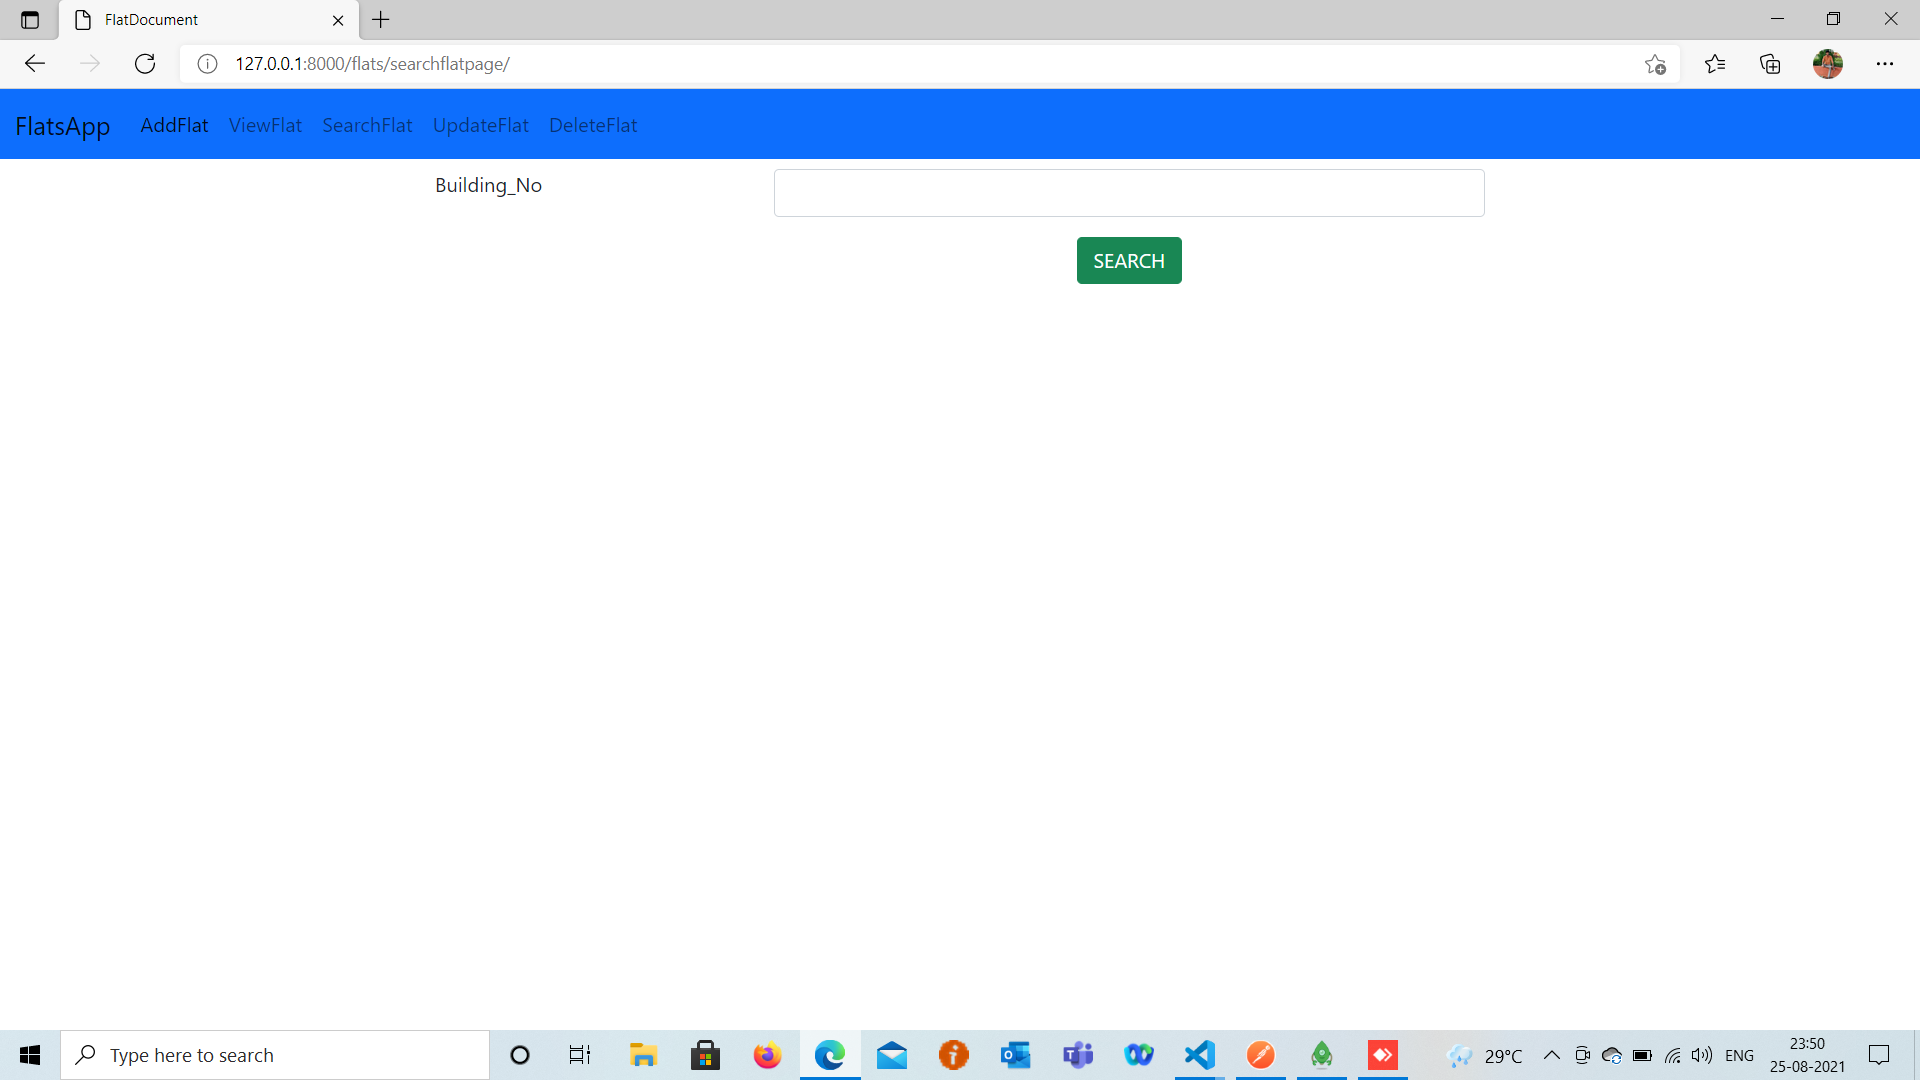 FlatDocument
127.0.0.1:8000/flats/searchflatpage/
FlatsApp AddFlat ViewFlat SearchFlat UpdateFlat DeleteFlat
Building_No
SEARCH
Type here to search
29°C
ENG
23:50
25-08-2021